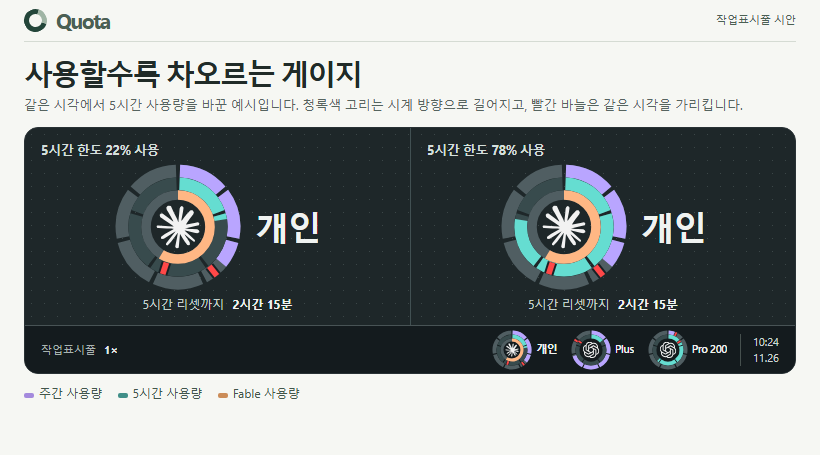 Quota
작업표시줄 시안
사용할수록 차오르는 게이지
같은 시각에서 5시간 사용량을 바꾼 예시입니다. 청록색 고리는 시계 방향으로 길어지고, 빨간 바늘은 같은 시각을 가리킵니다.
5시간 한도 22% 사용
개인
5시간 리셋까지 2시간 15분
5시간 한도 78% 사용
개인
5시간 리셋까지 2시간 15분
작업표시줄 1×
개인
Plus
Pro 200
10:24
11.26
주간 사용량
5시간 사용량
Fable 사용량